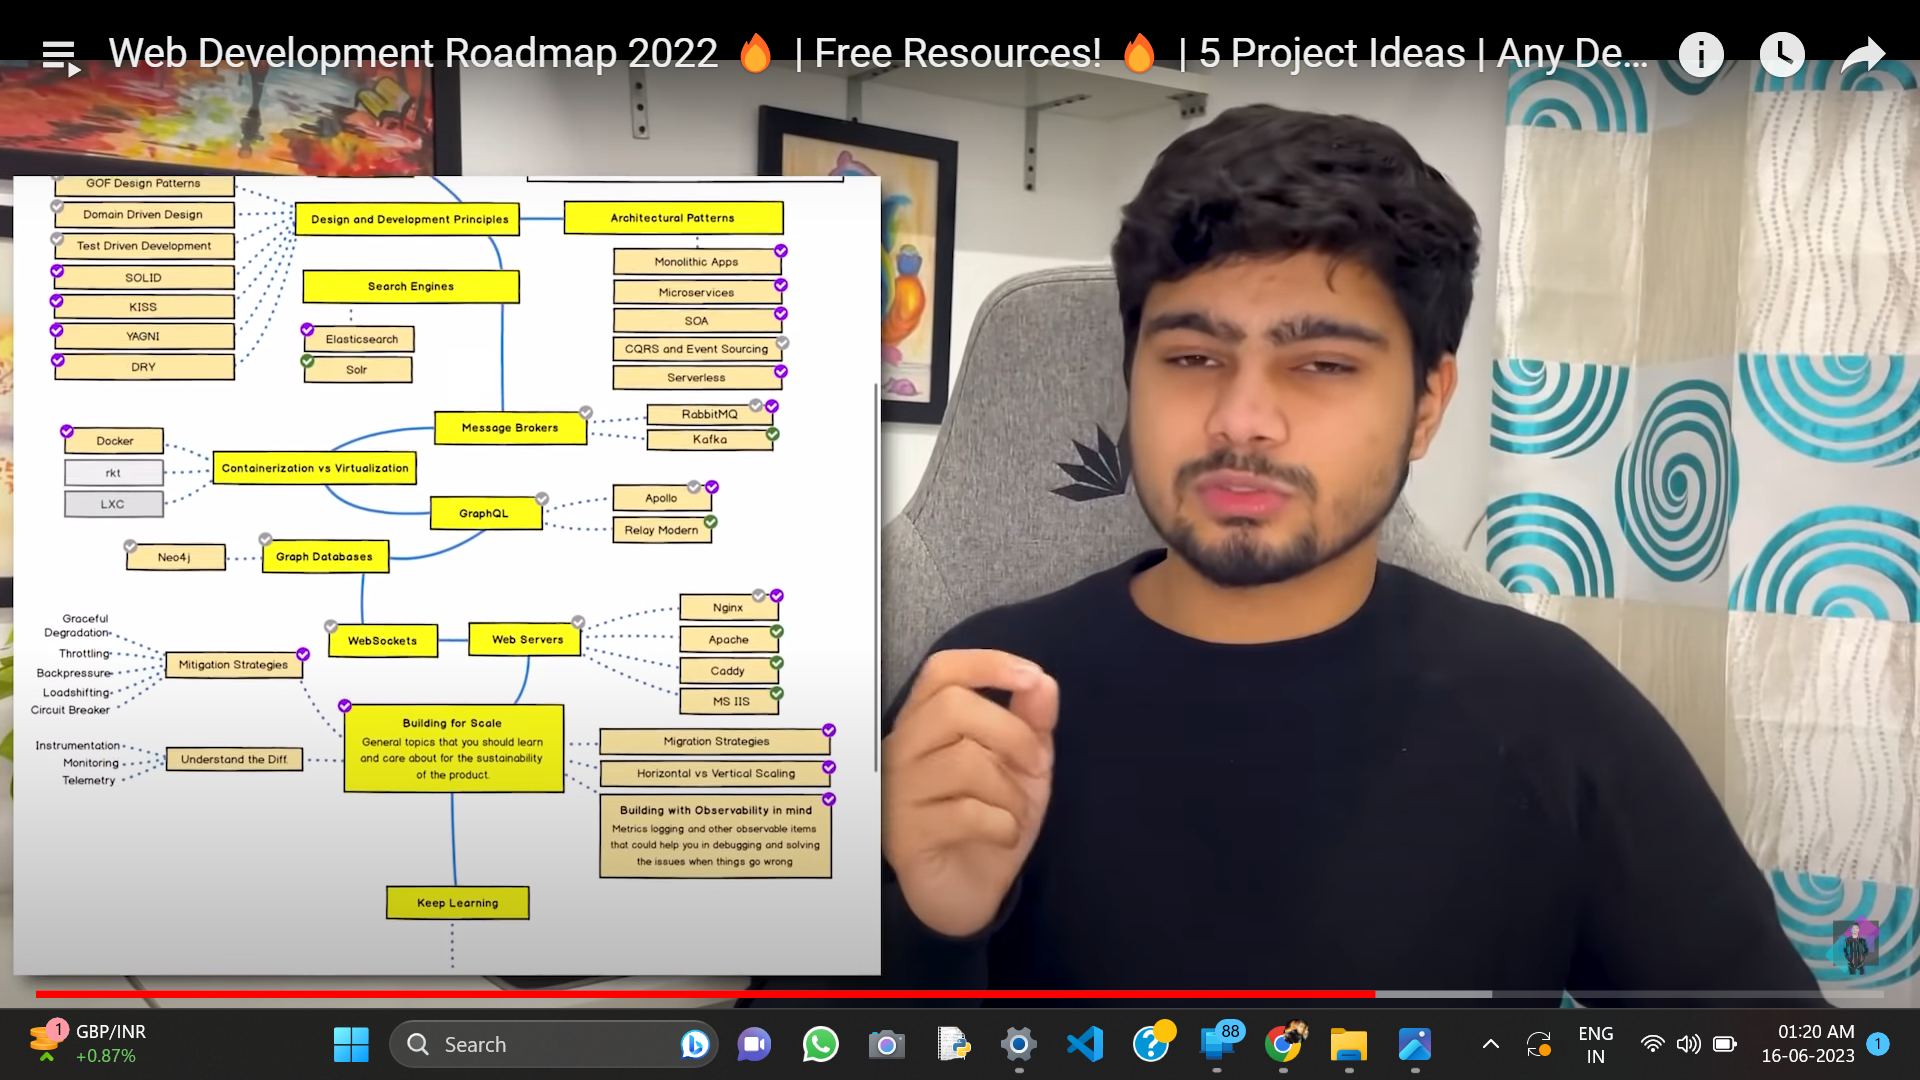 Web Development Roadmap 2022 🔥 | Free Resources! 🔥 | 5 Project Ideas | Any De...
GOF Design Patterns
Domain Driven Design
Test Driven Development
SOLID
KISS
YAGNI
DRY
Design and Development Principles
Architectural Patterns
Monolithic Apps
Microservices
SOA
CQRS and Event Sourcing
Serverless
Search Engines
Elasticsearch
Solr
Message Brokers
RabbitMQ
Kafka
Docker
rkt
LXC
Containerization vs Virtualization
GraphQL
Apollo
Relay Modern
Neo4j
Graph Databases
WebSockets
Web Servers
Nginx
Apache
Caddy
MS IIS
Graceful
Degradation
Throttling
Backpressure
Loadshifting
Circuit Breaker
Mitigation Strategies
Instrumentation
Monitoring
Telemetry
Understand the Diff.
Building for Scale
General topics that you should learn
and care about for the sustainability
of the product.
Migration Strategies
Horizontal vs Vertical Scaling
Building with Observability in mind
Metrics logging and other observable items
that could help you in debugging and solving
the issues when things go wrong
Keep Learning
1
GBP/INR
+0.87%
Search
88
ENG
IN
01:20 AM
16-06-2023
1